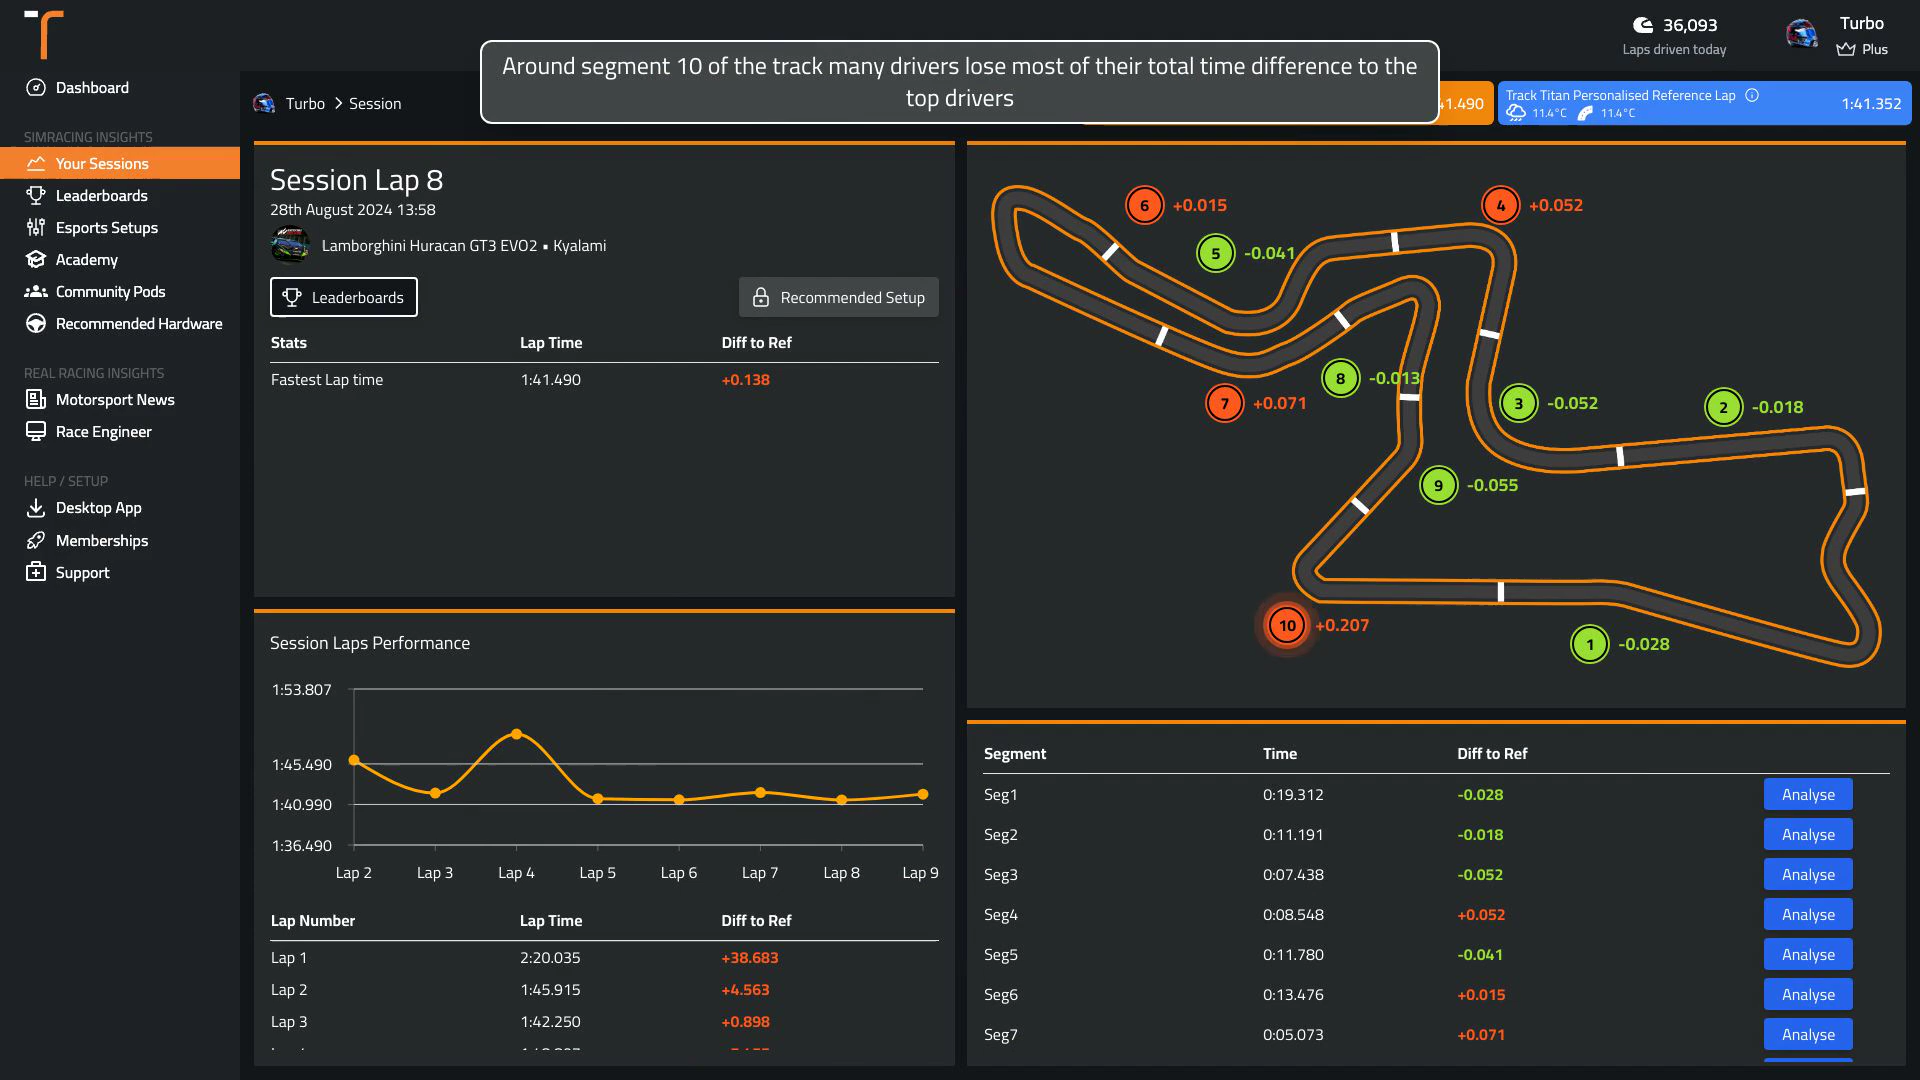 36,093
Laps driven today
Turbo
Plus
Around segment 10 of the track many drivers lose most of their total time difference to the
top drivers
Dashboard
SIMRACING INSIGHTS
Your Sessions
Leaderboards
Esports Setups
Academy
Community Pods
Recommended Hardware
REAL RACING INSIGHTS
Motorsport News
Race Engineer
HELP / SETUP
Desktop App
Memberships
Support
Turbo > Session
1.490
Track Titan Personalised Reference Lap
11.4°C 11.4°C
1:41.352
Session Lap 8
28th August 2024 13:58
Lamborghini Huracan GT3 EVO2 • Kyalami
Leaderboards
Recommended Setup
Stats Lap Time Diff to Ref
Fastest Lap time 1:41.490 +0.138
6 +0.015
4 +0.052
5 -0.041
8 -0.013
7 +0.071
3 -0.052
2 -0.018
9 -0.055
10 +0.207
1 -0.028
Session Laps Performance
1:53.807
1:45.490
1:40.990
1:36.490
Lap 2 Lap 3 Lap 4 Lap 5 Lap 6 Lap 7 Lap 8 Lap 9
Lap Number Lap Time Diff to Ref
Lap 1 2:20.035 +38.683
Lap 2 1:45.915 +4.563
Lap 3 1:42.250 +0.898
Segment Time Diff to Ref
Seg1 0:19.312 -0.028 Analyse
Seg2 0:11.191 -0.018 Analyse
Seg3 0:07.438 -0.052 Analyse
Seg4 0:08.548 +0.052 Analyse
Seg5 0:11.780 -0.041 Analyse
Seg6 0:13.476 +0.015 Analyse
Seg7 0:05.073 +0.071 Analyse